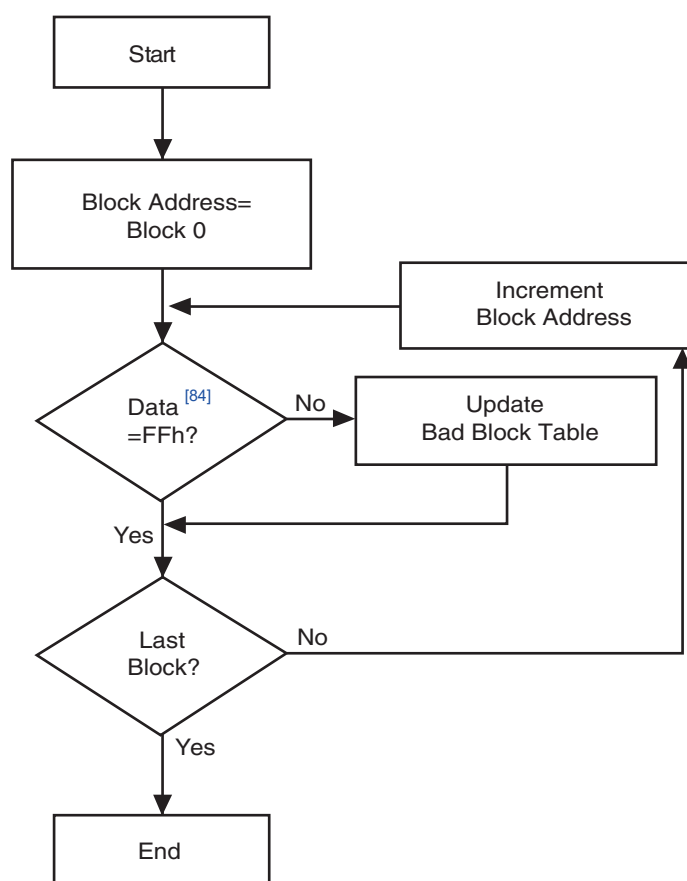 Start
Block Address=
Block 0
Increment
Block Address
Data [84]
=FFh?
No
Update
Bad Block Table
Yes
Last
Block?
No
Yes
End